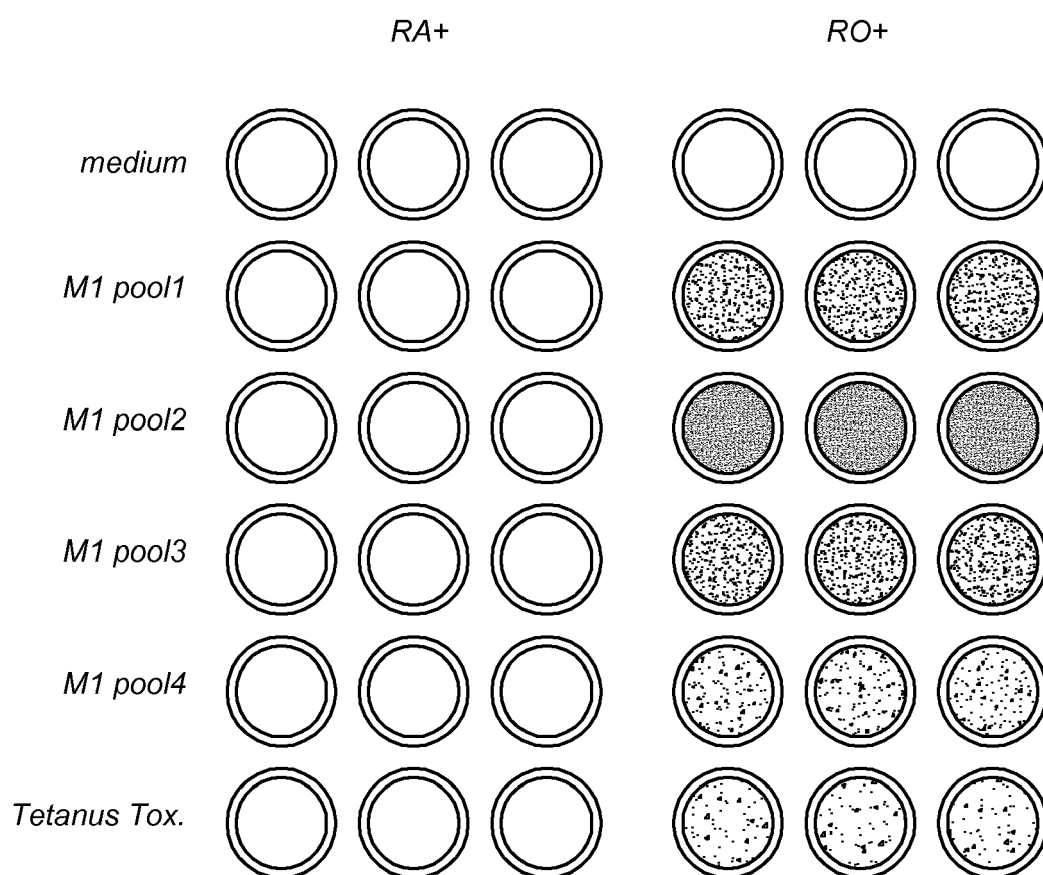 RA+ RO+
medium
M1 pool1
M1 pool2
M1 pool3
M1 pool4
Tetanus Tox.